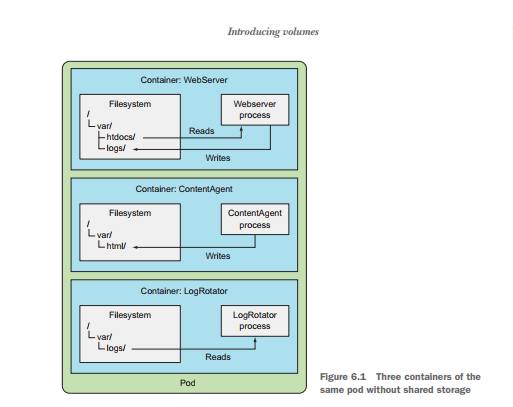 Introducing volumes
Container: WebServer
Filesystem
Webserver
process
/
var/
htdocs/
Reads
logs/
Writes
Container: ContentAgent
Filesystem
ContentAgent
process
/
var/
html/
Writes
Container: LogRotator
Filesystem
LogRotator
process
/
var/
logs/
Reads
Pod
Figure 6.1 Three containers of the
same pod without shared storage